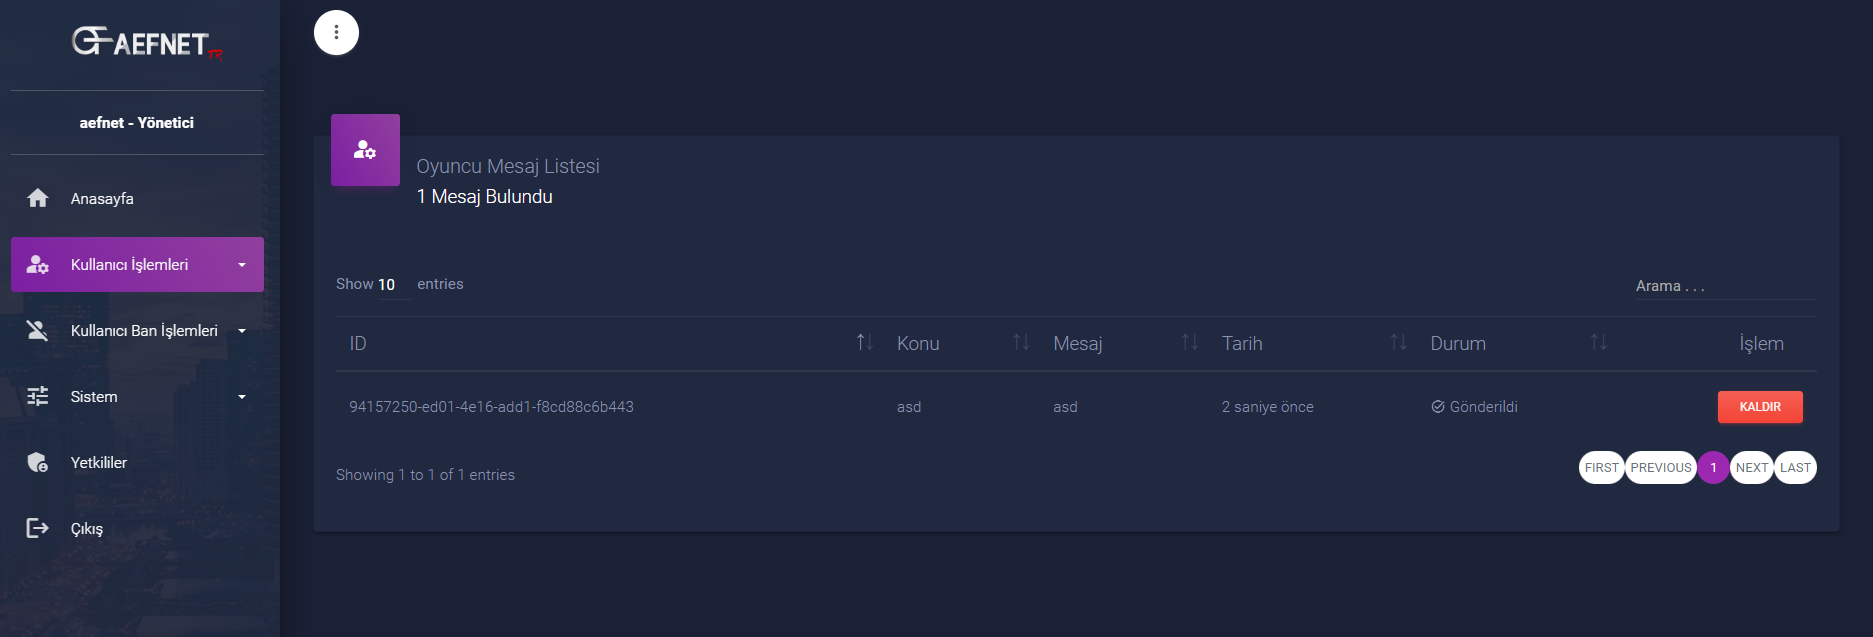 AEFNET TR
aefnet - Yönetici
Anasayfa
Kullanıcı İşlemleri
Kullanıcı Ban İşlemleri
Sistem
Yetkililer
Çıkış
Oyuncu Mesaj Listesi
1 Mesaj Bulundu
Show 10 entries
Arama . . .
ID Konu Mesaj Tarih Durum İşlem
94157250-ed01-4e16-add1-f8cd88c6b443 asd asd 2 saniye önce Gönderildi KALDIR
Showing 1 to 1 of 1 entries
FIRST PREVIOUS 1 NEXT LAST